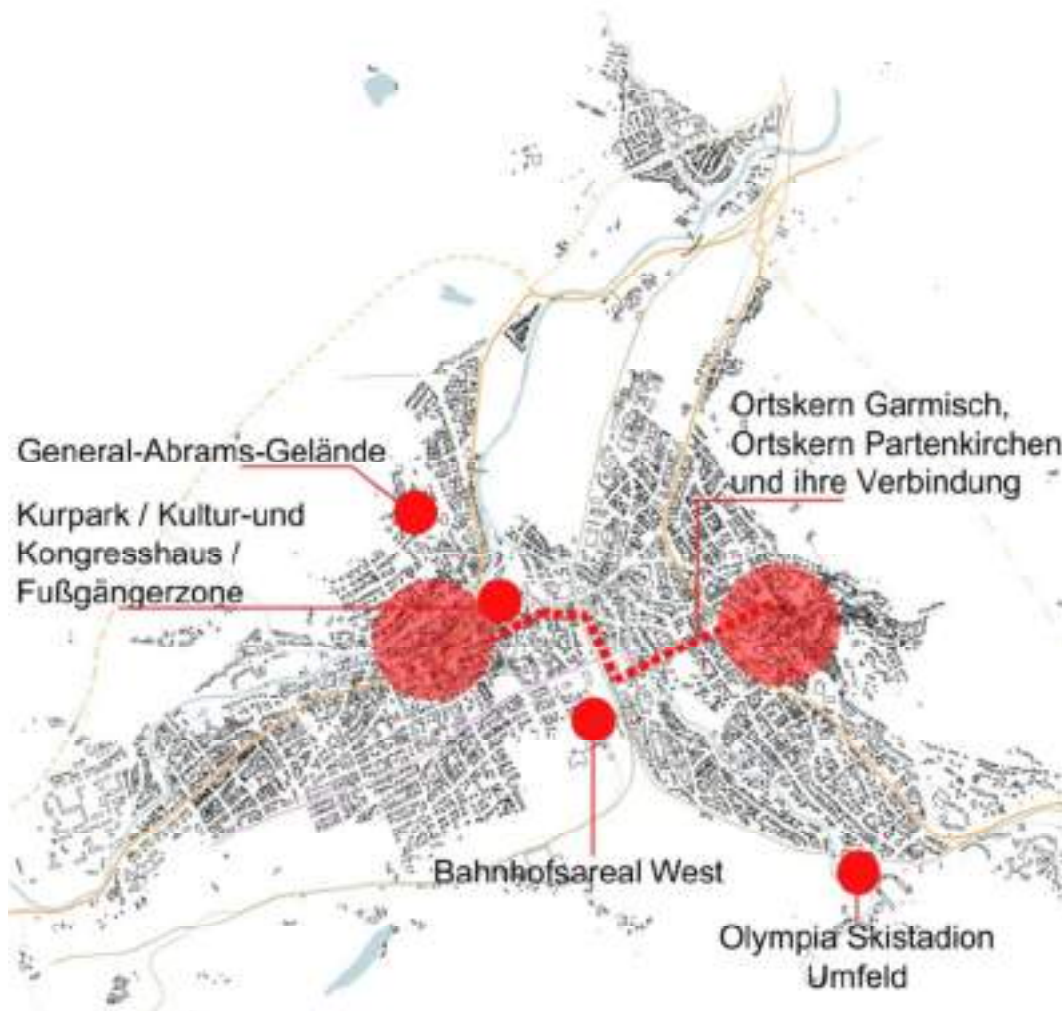 Ortskern Garmisch,
Ortskern Partenkirchen
und ihre Verbindung
General-Abrams-Gelände
Kurpark / Kultur-und
Kongresshaus /
Fußgängerzone
Bahnhofsareal West
Olympia Skistadion
Umfeld